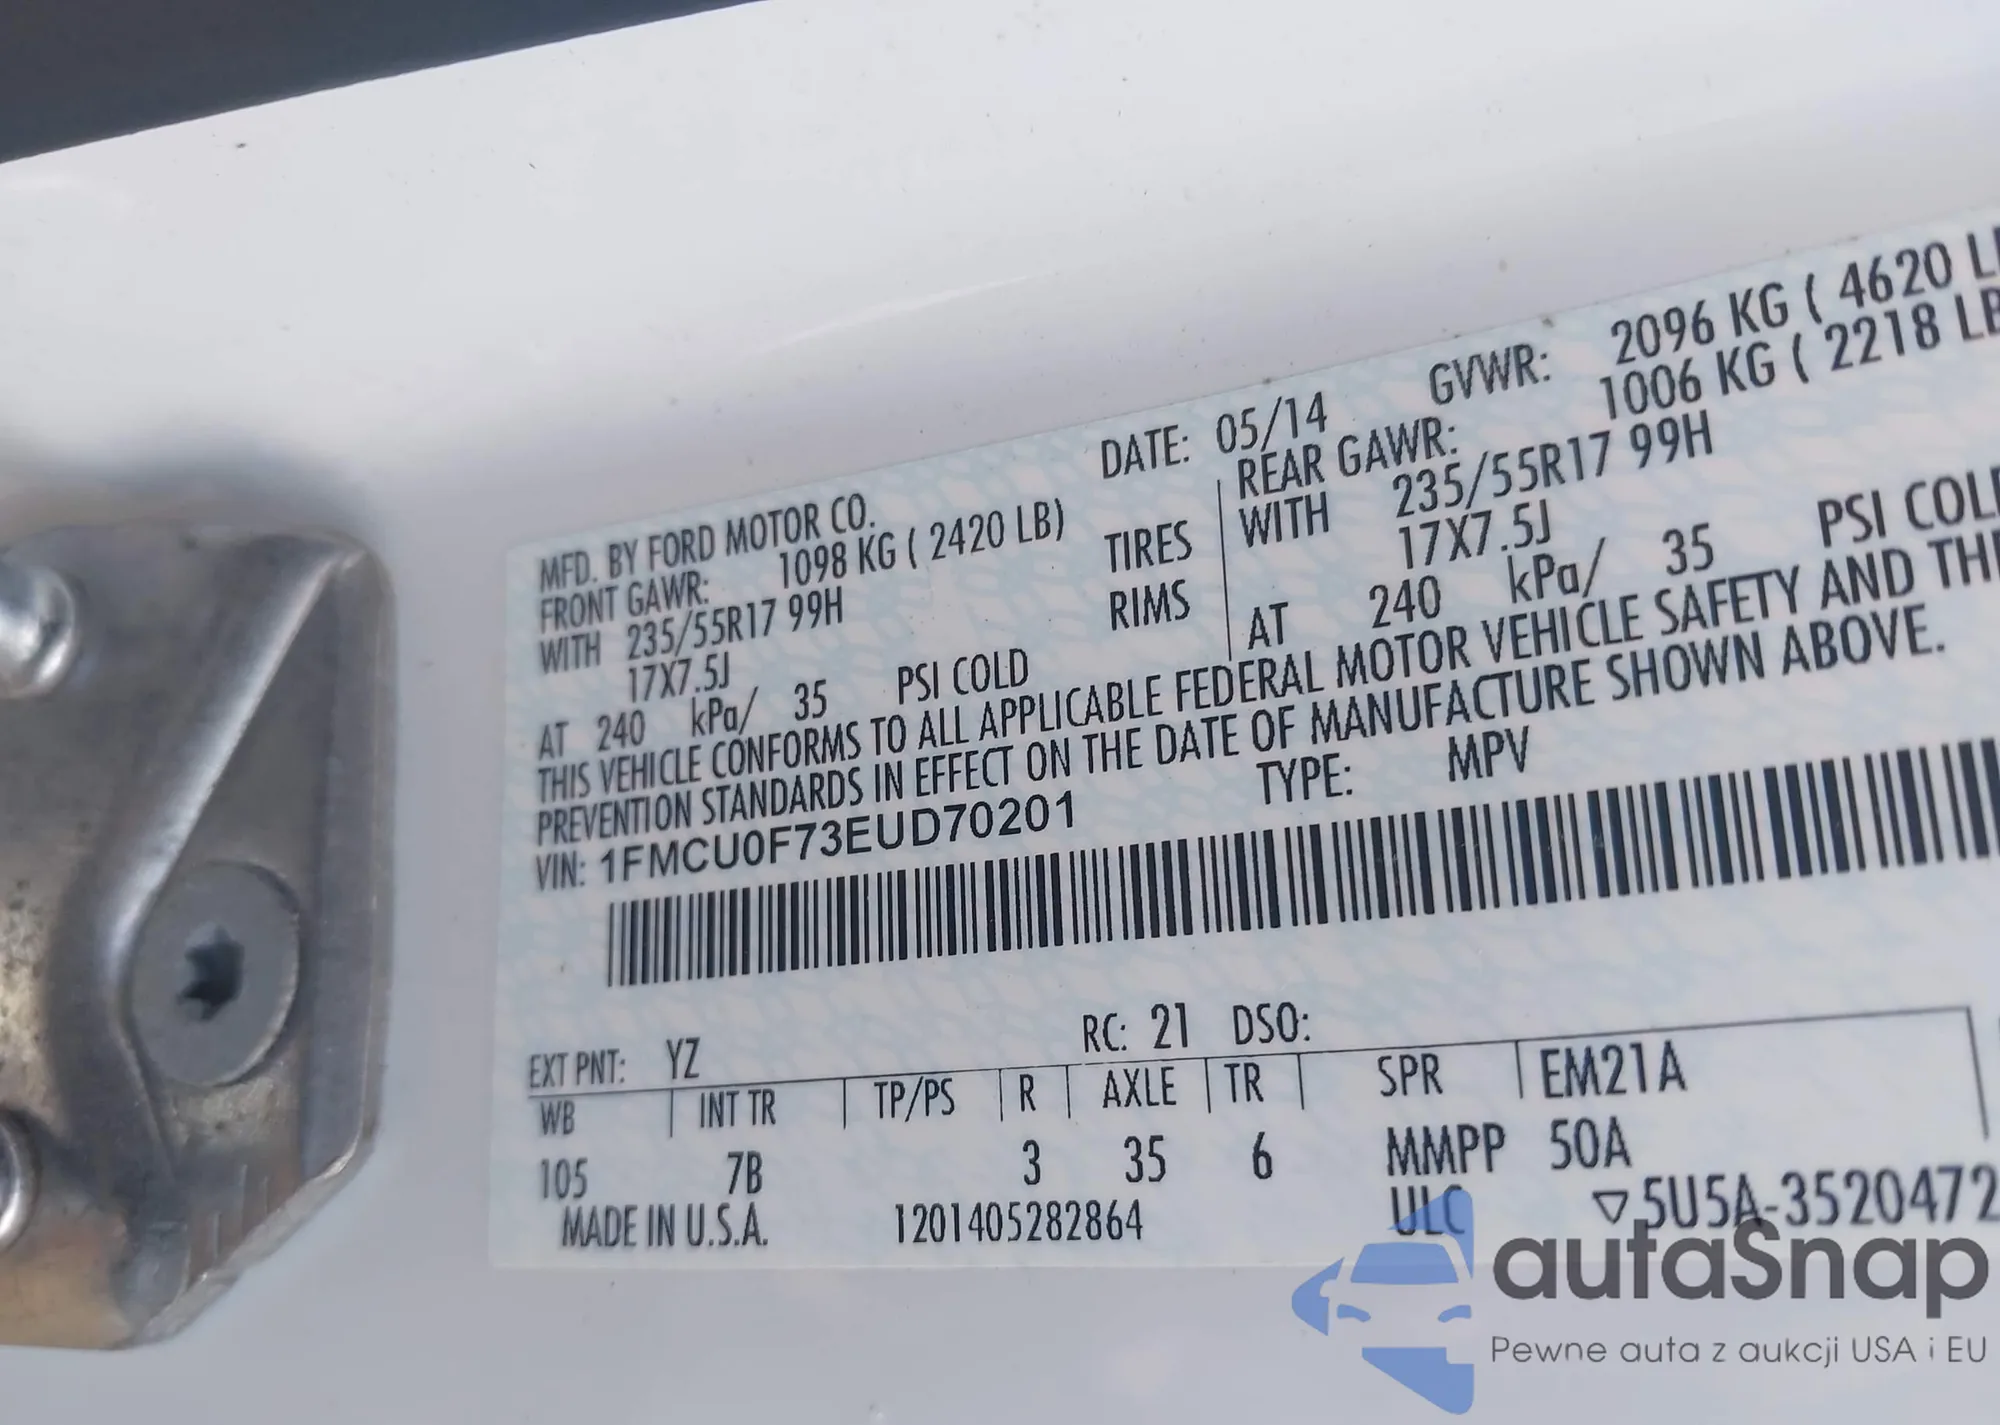 MFD. BY FORD MOTOR CO. DATE: 05/14 GVWR: 2096 KG ( 4620 L
FRONT GAWR: 1098 KG ( 2420 LB) REAR GAWR: 1006 KG ( 2218 LB
WITH 235/55R17 99H TIRES WITH 235/55R17 99H
17X7.5J RIMS 17X7.5J
AT 240 kPa/ 35 PSI COLD AT 240 kPa/ 35 PSI COL
THIS VEHICLE CONFORMS TO ALL APPLICABLE FEDERAL MOTOR VEHICLE SAFETY AND TH
PREVENTION STANDARDS IN EFFECT ON THE DATE OF MANUFACTURE SHOWN ABOVE.
VIN: 1FMCU0F73EUD70201 TYPE: MPV
EXT PNT: YZ RC: 21 DSO:
WB INT TR TP/PS R AXLE TR SPR EM21A
105 7B 3 35 6 MMPP 50A
MADE IN U.S.A. 1201405282864 ULC ▽5U5A-3520472
autaSnap
Pewne auta z aukcji USA i EU